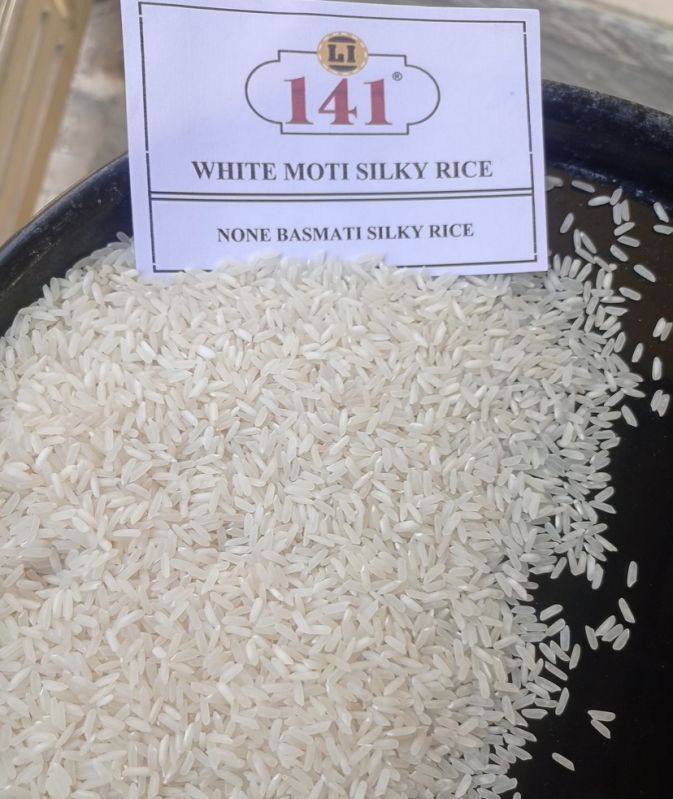 LI
141®
WHITE MOTI SILKY RICE
NONE BASMATI SILKY RICE